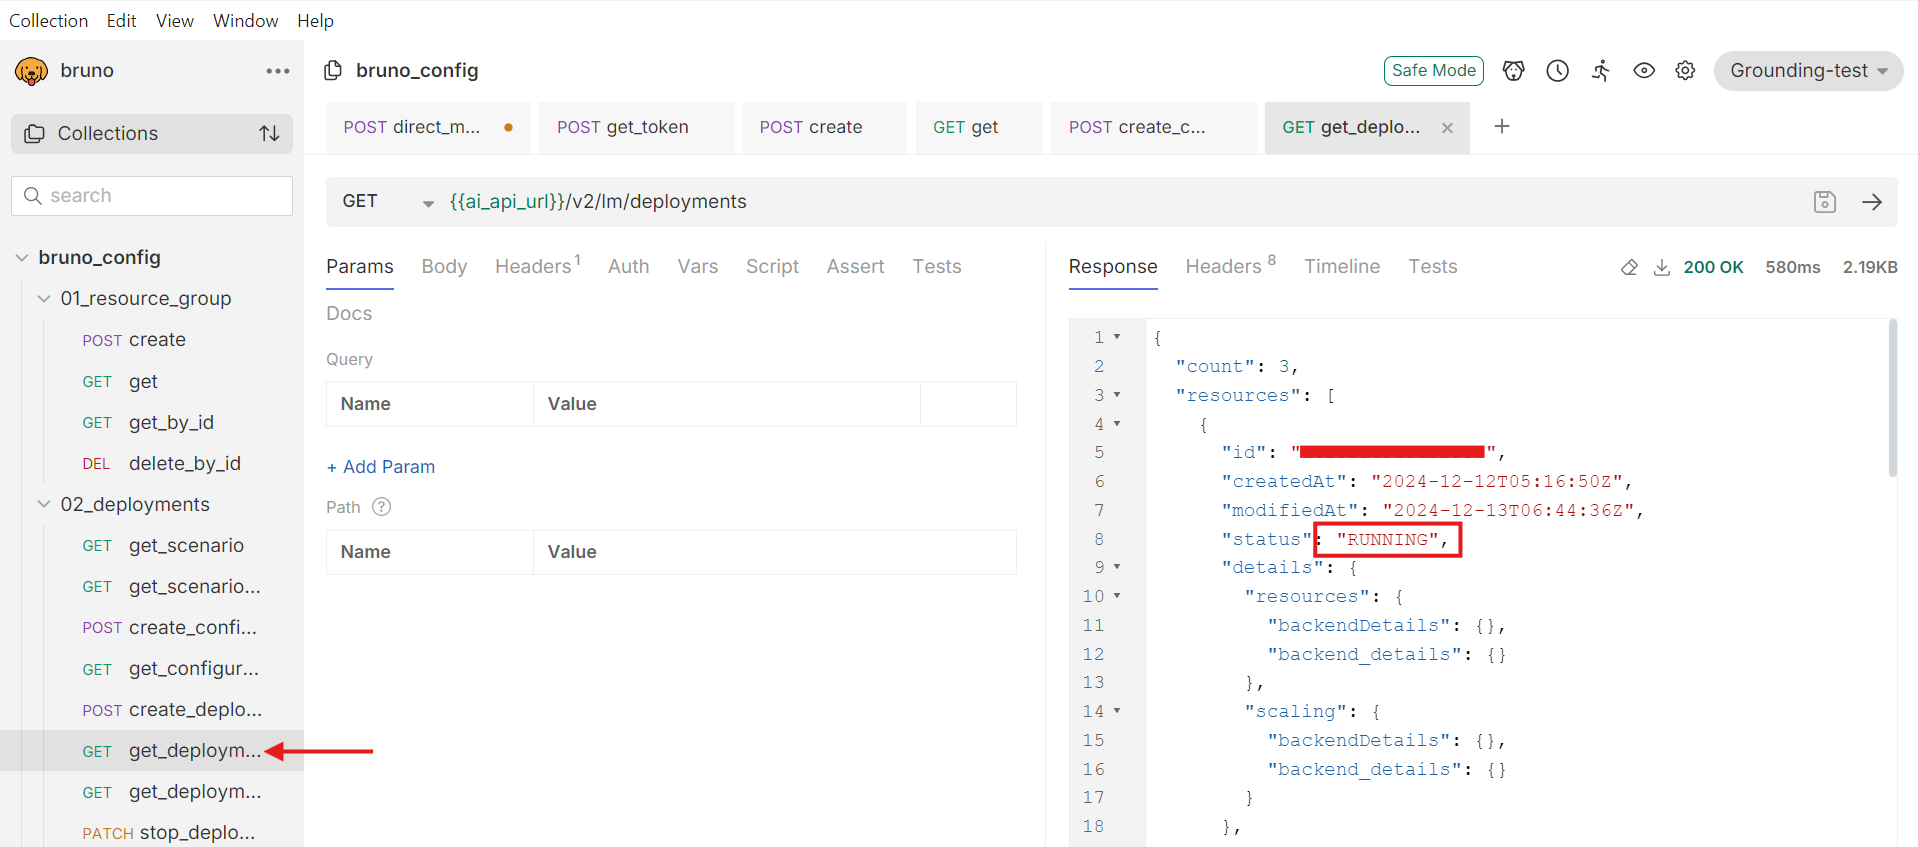 Collection Edit View Window Help
bruno
bruno_config
Safe Mode
Grounding-test
Collections
POST direct_m...
POST get_token
POST create
GET get
POST create_c...
GET get_deplo...
search
GET {{ai_api_url}}/v2/lm/deployments
bruno_config
01_resource_group
POST create
GET get
GET get_by_id
DEL delete_by_id
02_deployments
GET get_scenario
GET get_scenario...
POST create_confi...
GET get_configur...
POST create_deplo...
GET get_deploym...
GET get_deploym...
PATCH stop_deplo...
Params Body Headers 1 Auth Vars Script Assert Tests
Docs
Query
Name Value
+ Add Param
Path ?
Name Value
Response Headers 8 Timeline Tests
200 OK 580ms 2.19KB
1 {
2 "count": 3,
3 "resources": [
4 {
5 "id": "",
6 "createdAt": "2024-12-12T05:16:50Z",
7 "modifiedAt": "2024-12-13T06:44:36Z",
8 "status": "RUNNING",
9 "details": {
10 "resources": {
11 "backendDetails": {},
12 "backend_details": {}
13 },
14 "scaling": {
15 "backendDetails": {},
16 "backend_details": {}
17 }
18 },